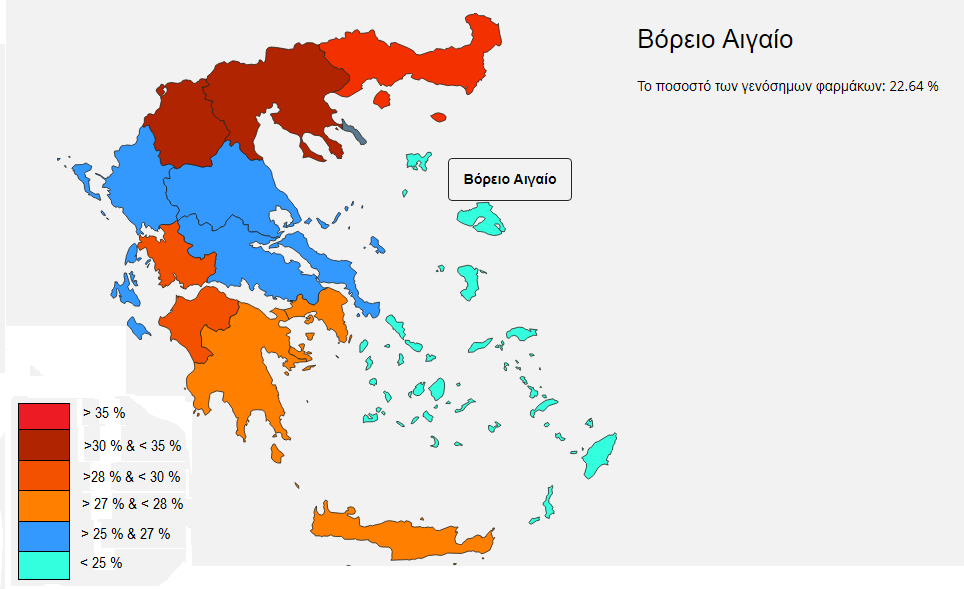 Βόρειο Αιγαίο
Το ποσοστό των γενόσημων φαρμάκων: 22.64 %
Βόρειο Αιγαίο
> 35 %
>30 % & < 35 %
>28 % & < 30 %
> 27 % & < 28 %
> 25 % & 27 %
< 25 %